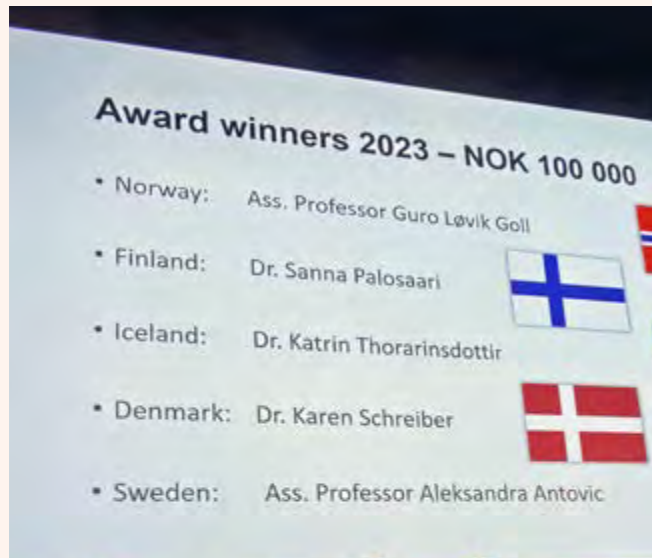 Award winners 2023 – NOK 100 000
• Norway: Ass. Professor Guro Løvik Goll
• Finland: Dr. Sanna Palosaari
• Iceland: Dr. Katrin Thorarinsdottir
• Denmark: Dr. Karen Schreiber
• Sweden: Ass. Professor Aleksandra Antovic